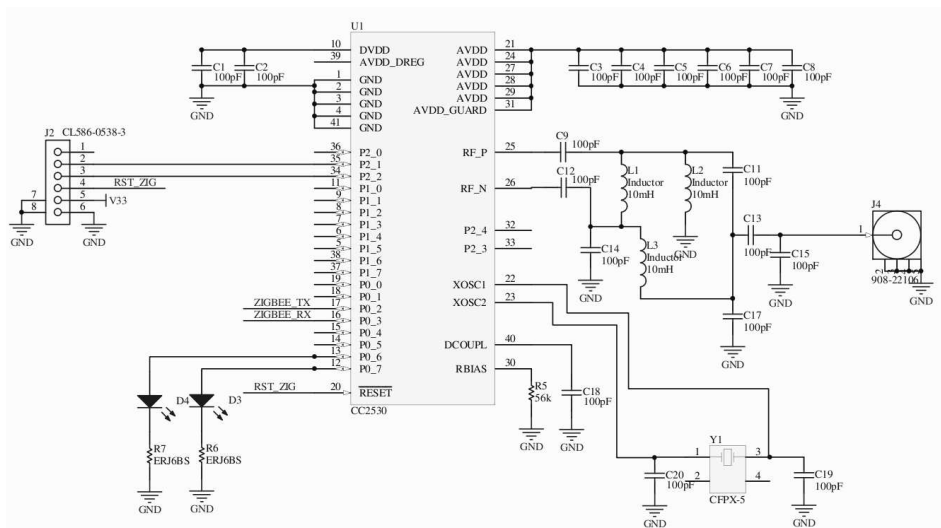 U1
10 DVDD AVDD 21
39 AVDD_DREG AVDD 24
AVDD 27
1 GND AVDD 28
2 GND AVDD 29
3 GND AVDD_GUARD 31
4 GND
41 GND
C1 100pF
C2 100pF
GND
GND
C3 100pF
C4 100pF
C5 100pF
C6 100pF
C7 100pF
C8 100pF
GND
J2 CL586-0538-3
1
2
3
4 RST_ZIG
7 5 V33
8 6
GND GND
36 P2_0
35 P2_1
34 P2_2
11 P1_0
9 P1_1
8 P1_2
7 P1_3
6 P1_4
5 P1_5
38 P1_6
37 P1_7
19 P0_0
18 P0_1
ZIGBEE_TX 17 P0_2
ZIGBEE_RX 16 P0_3
15 P0_4
14 P0_5
13 P0_6
12 P0_7
RST_ZIG 20 RESET
CC2530
RF_P 25
RF_N 26
P2_4 32
P2_3 33
XOSC1 22
XOSC2 23
DCOUPL 40
RBIAS 30
C9 100pF
C12 100pF
L1 Inductor 10mH
L2 Inductor 10mH
GND
C11 100pF
C14 100pF
GND
L3 Inductor 10mH
C13 100pF
C15 100pF
GND
J4
1
2 3 4 5
908-22106
GND
C17 100pF
GND
D4 D3
R7 ERJ6BS
R6 ERJ6BS
GND GND
R5 56k
GND
C18 100pF
GND
Y1
1 3
2 4
CFPX-5
C20 100pF
GND
C19 100pF
GND